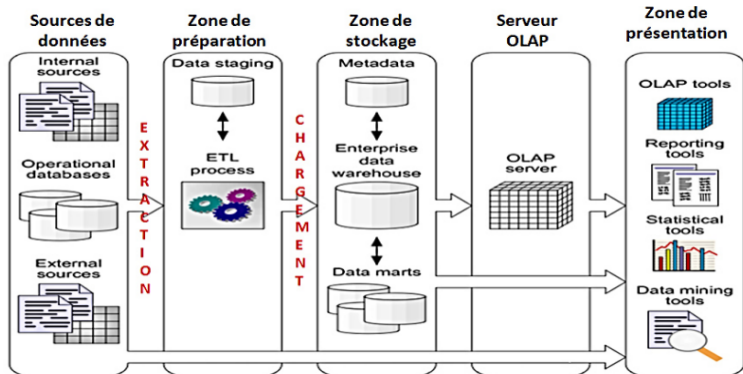 Sources de
données
Zone de
préparation
Zone de
stockage
Serveur
OLAP
Zone de
présentation
Internal
sources
Operational
databases
External
sources
EXTRACTION
Data staging
ETL
process
CHARGEMENT
Metadata
Enterprise
data
warehouse
Data marts
OLAP
server
OLAP tools
Reporting
tools
Statistical
tools
Data mining
tools